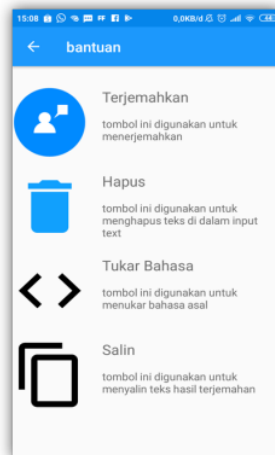 15:08 0,0KB/d
bantuan
Terjemahkan
tombol ini digunakan untuk
menerjemahkan
Hapus
tombol ini digunakan untuk
menghapus teks di dalam input
text
Tukar Bahasa
tombol ini digunakan untuk
menukar bahasa asal
Salin
tombol ini digunakan untuk
menyalin teks hasil terjemahan